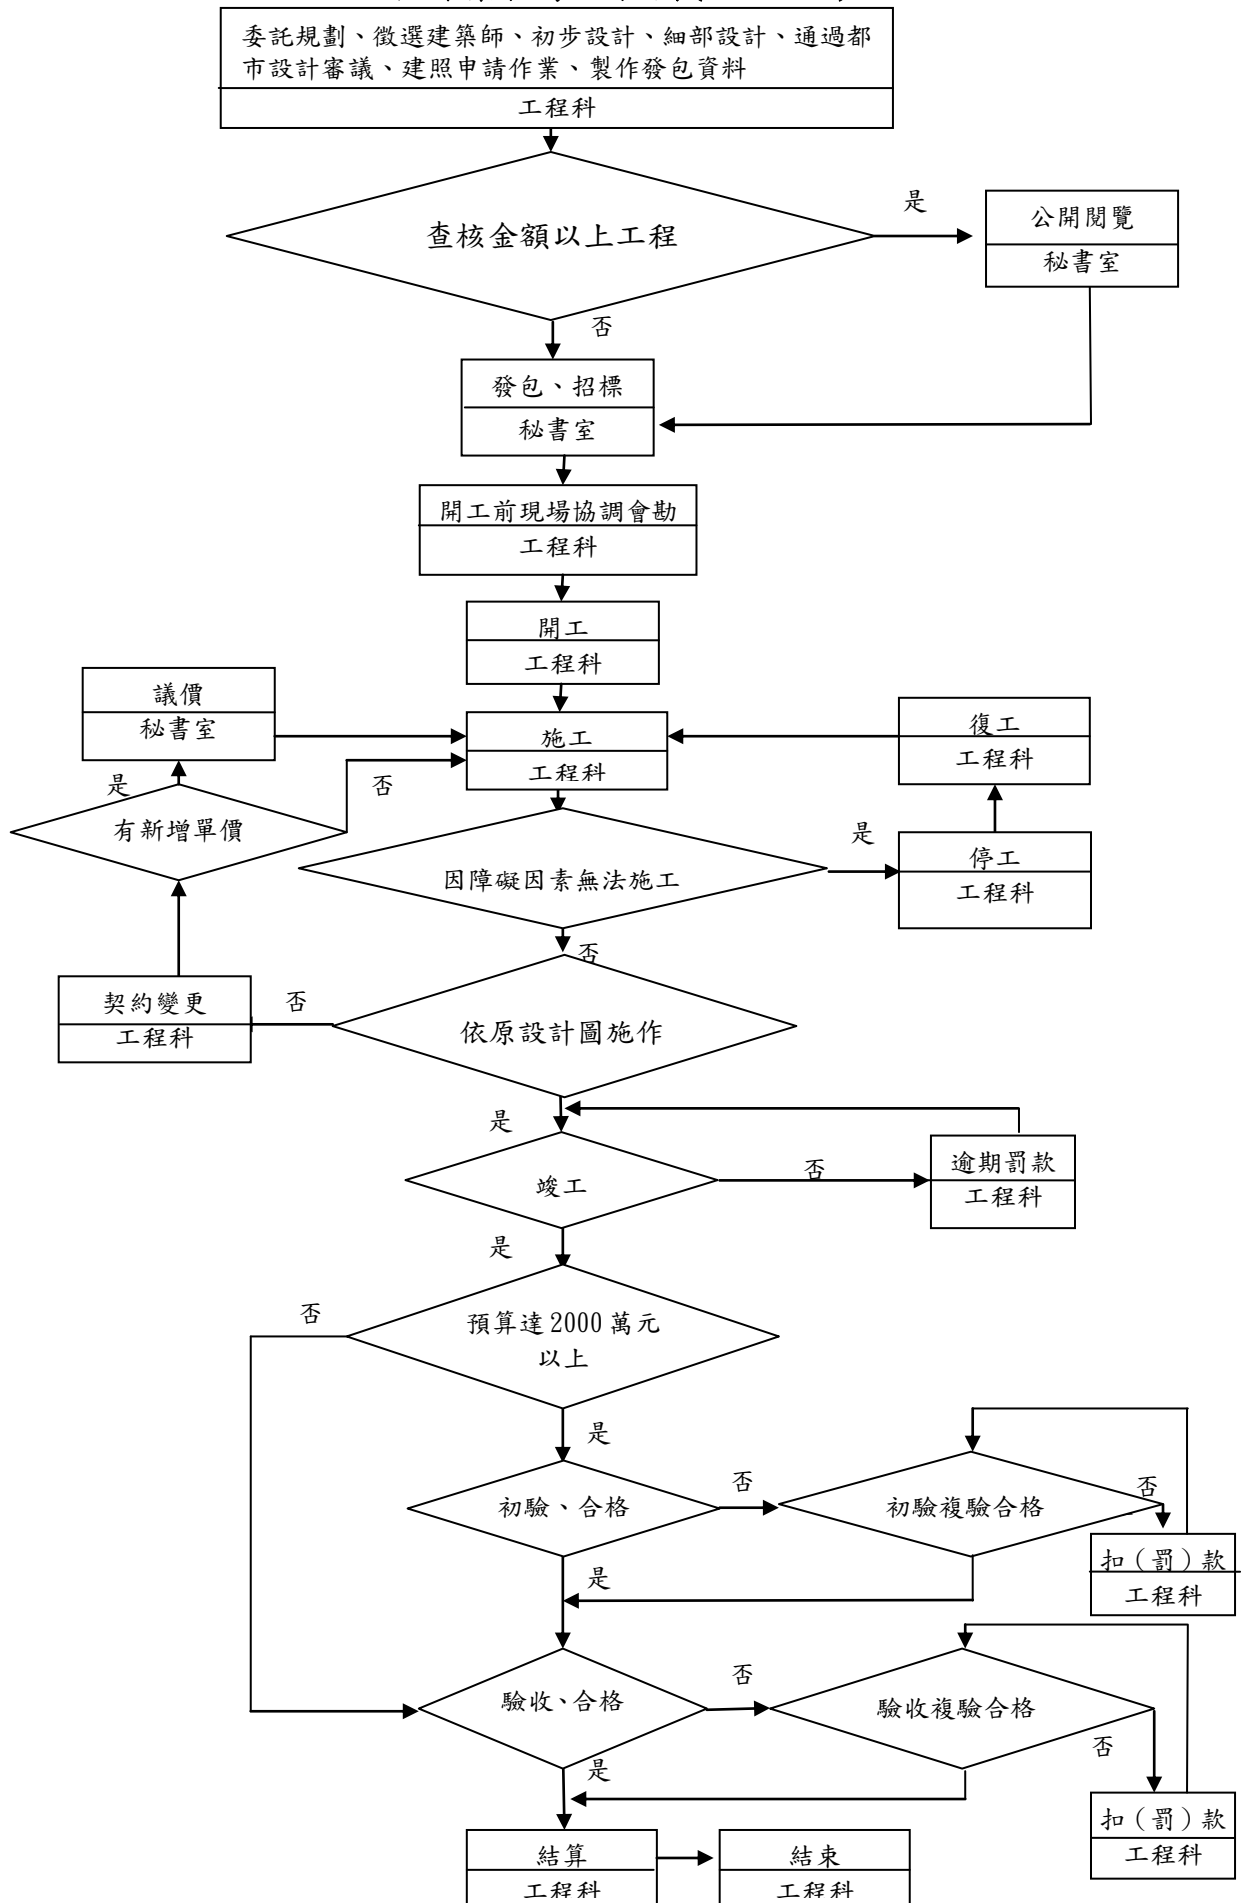 委託規劃、徵選建築師、初步設計、細部設計、通過都
市設計審議、建照申請作業、製作發包資料
工程科
查核金額以上工程
是
公開閱覽
秘書室
否
發包、招標
秘書室
開工前現場協調會勘
工程科
開工
工程科
議價
秘書室
施工
工程科
復工
工程科
是
否
有新增單價
因障礙因素無法施工
是
停工
工程科
否
契約變更
工程科
否
依原設計圖施作
是
竣工
否
逾期罰款
工程科
是
否
預算達 2000 萬元
以上
是
初驗、合格
否
初驗複驗合格
否
扣（罰）款
工程科
是
驗收、合格
否
驗收複驗合格
否
扣（罰）款
工程科
是
結算
工程科
結束
工程科